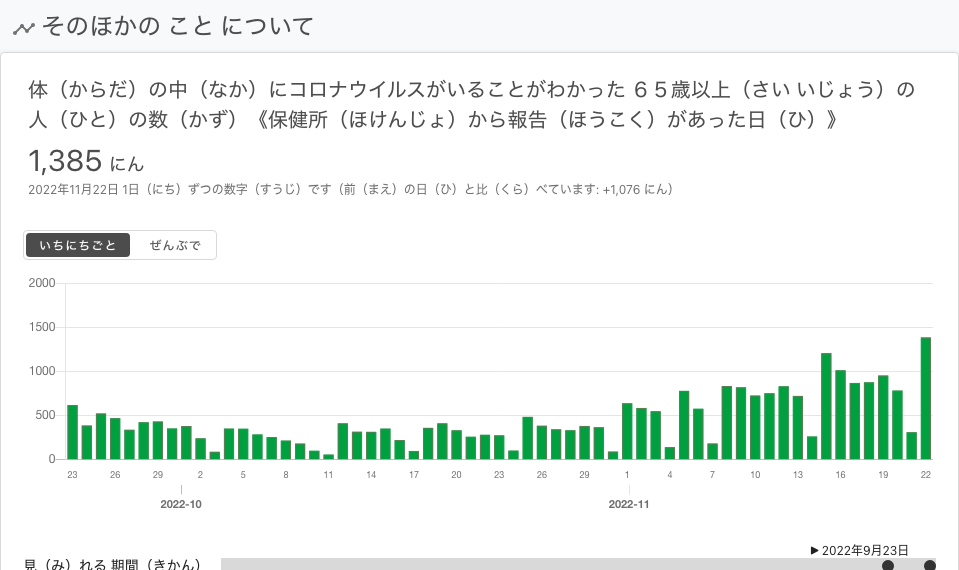 そのほかの こと について
体（からだ）の中（なか）にコロナウイルスがいることがわかった ６５歳以上（さい いじょう）の
人（ひと）の数（かず）《保健所（ほけんじょ）から報告（ほうこく）があった日（ひ）》
1,385 にん
2022年11月22日 1日（にち）ずつの数字（すうじ）です（前（まえ）の日（ひ）と比（くら）べています: +1,076 にん）
いちにちごと ぜんぶで
2000
1500
1000
500
0
23 26 29 2 5 8 11 14 17 20 23 26 29 1 4 7 10 13 16 19 22
2022-10 2022-11
▶ 2022年9月23日
見（み）れる 期間（きかん）